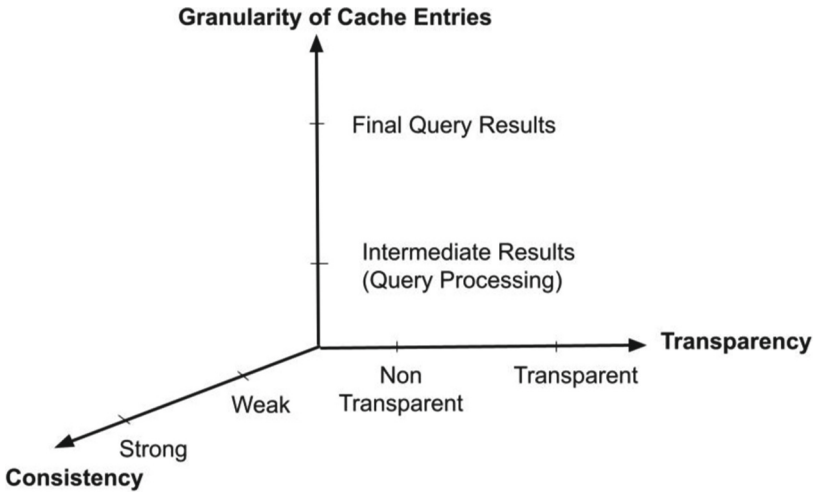 Granularity of Cache Entries
Final Query Results
Intermediate Results
(Query Processing)
Transparency
Non
Transparent
Transparent
Weak
Strong
Consistency